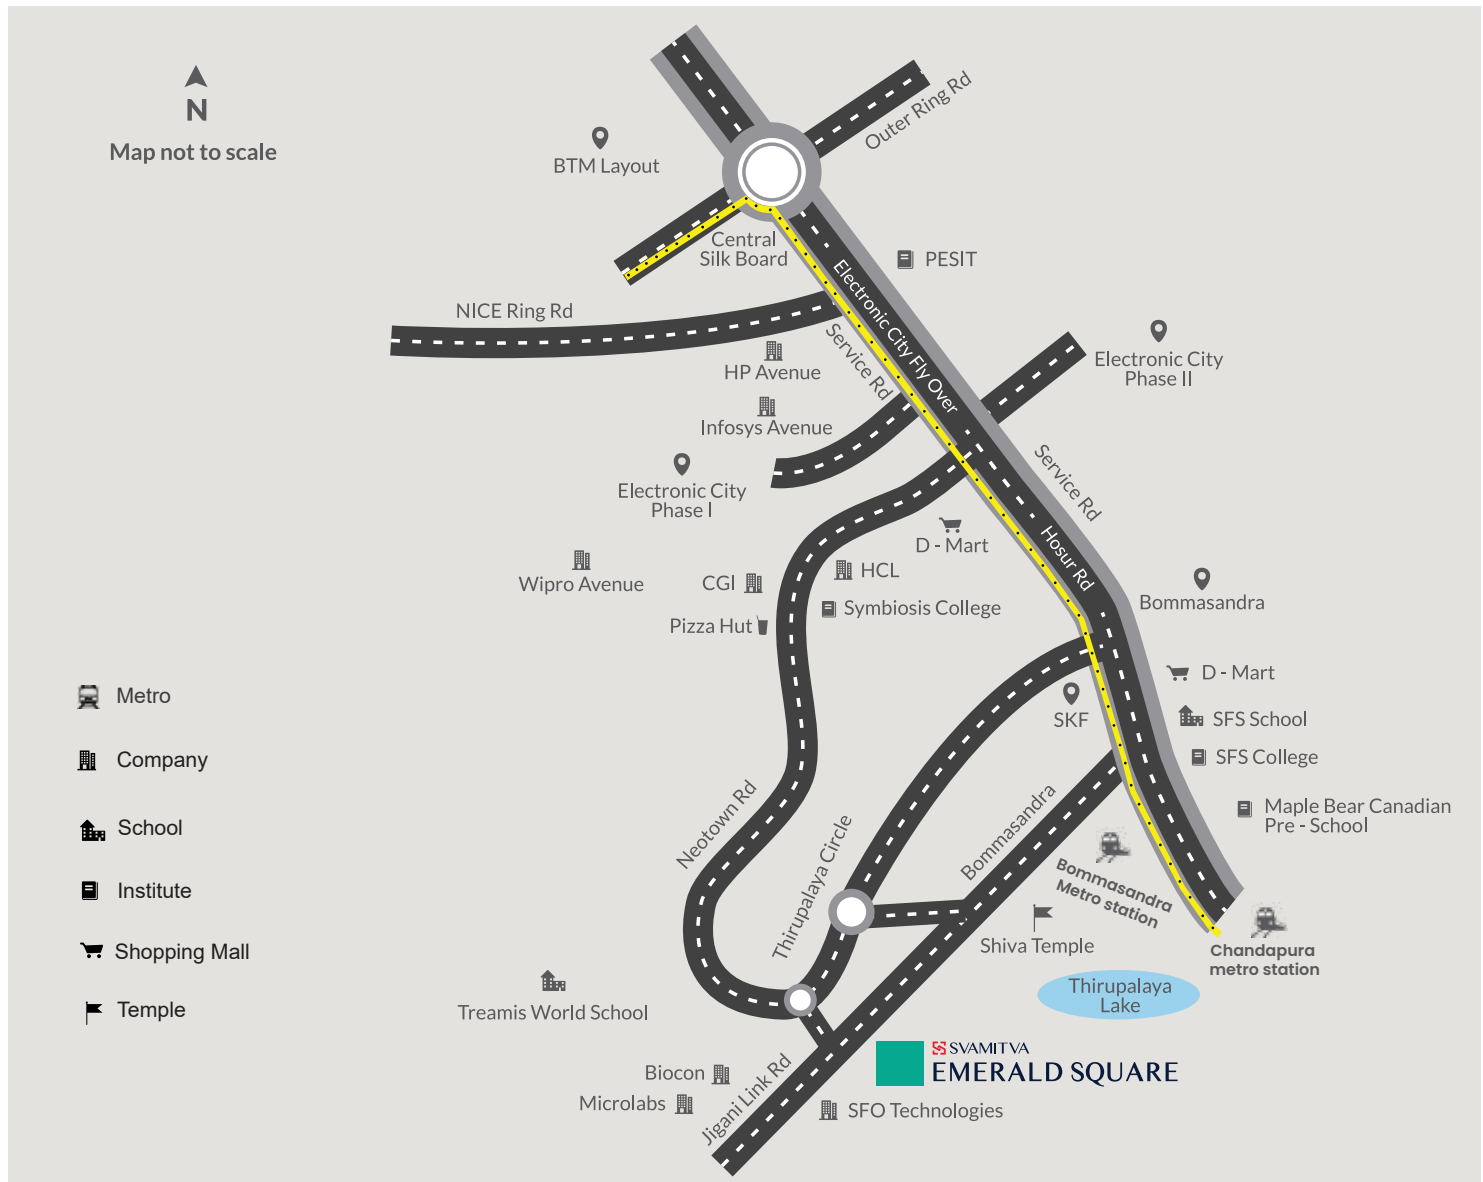 N
Map not to scale
BTM Layout
Outer Ring Rd
Central
Silk Board
PESIT
Electronic City Fly Over
NICE Ring Rd
Service Rd
HP Avenue
Electronic City
Phase II
Infosys Avenue
Electronic City
Phase I
Service Rd
D - Mart
Hosur Rd
Wipro Avenue
CGI
HCL
Symbiosis College
Pizza Hut
Bommasandra
D - Mart
SKF
SFS School
SFS College
Maple Bear Canadian
Pre - School
Metro
Company
School
Institute
Shopping Mall
Temple
Neotown Rd
Thirupalaya Circle
Bommasandra
Bommasandra
Metro station
Shiva Temple
Chandapura
metro station
Thirupalaya
Lake
Treamis World School
SVAMITVA
EMERALD SQUARE
Biocon
Microlabs
Jigani Link Rd
SFO Technologies